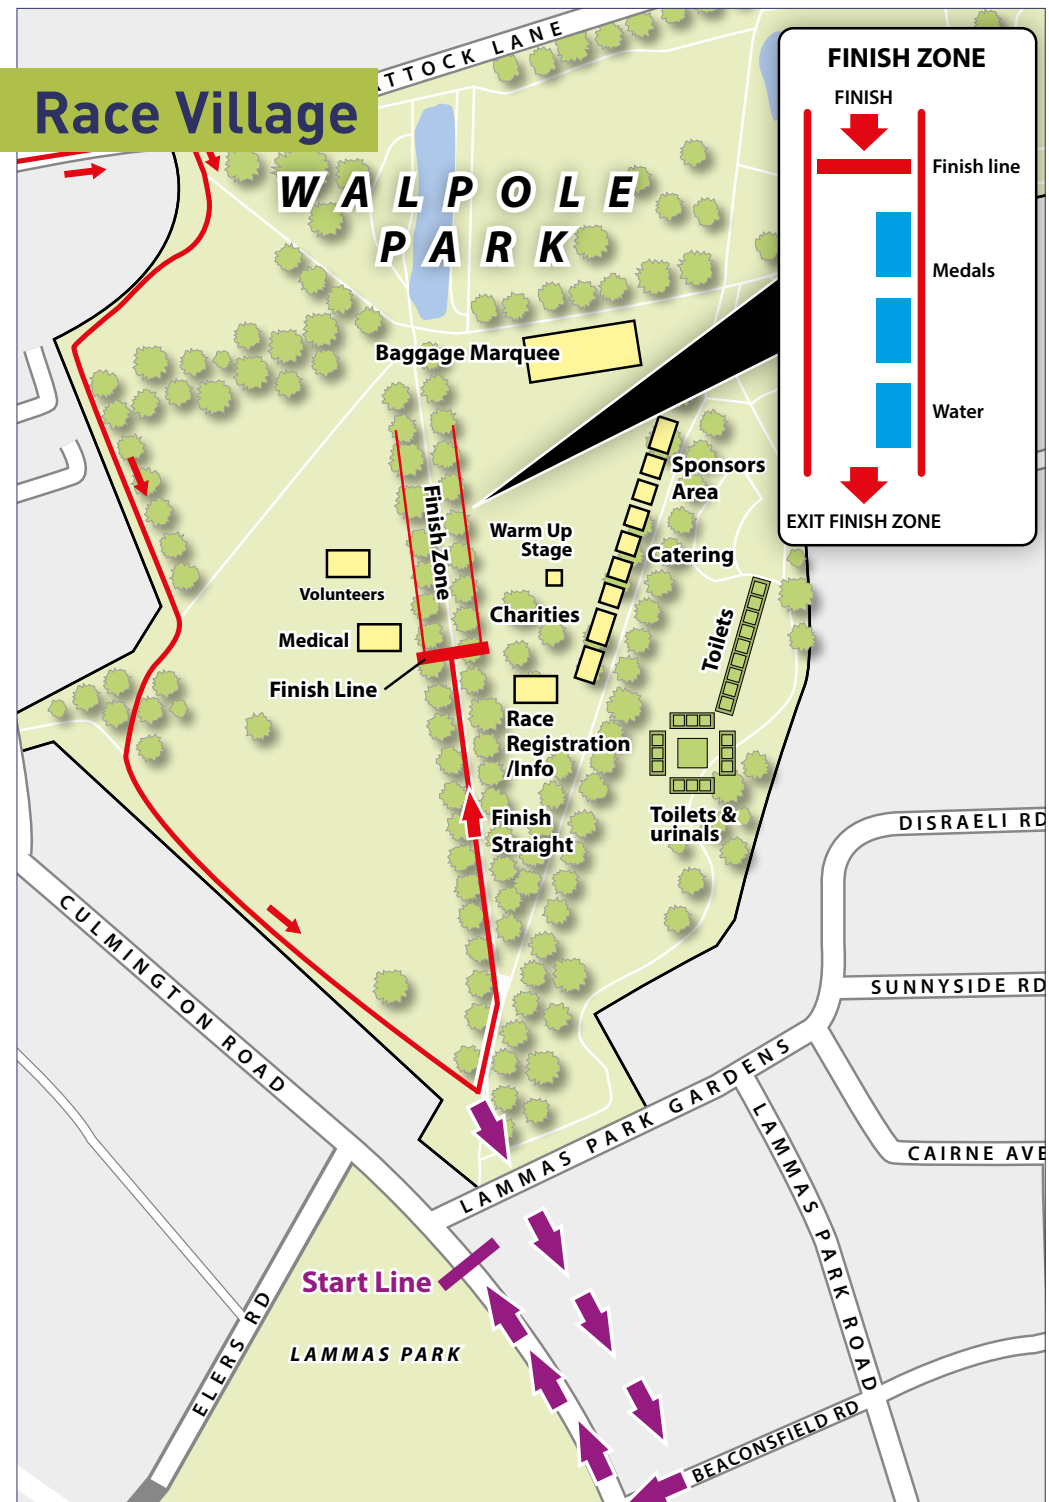 ATTOCK LANE
Race Village
WALPOLE
PARK
FINISH ZONE
FINISH
Finish line
Medals
Water
EXIT FINISH ZONE
Baggage Marquee
Sponsors
Area
Finish Zone
Warm Up
Stage
Catering
Volunteers
Charities
Medical
Toilets
Finish Line
Race
Registration
/Info
Finish
Straight
Toilets &
urinals
DISRAELI RD
CULMINGTON ROAD
SUNNYSIDE RD
LAMMAS PARK GARDENS
CAIRNE AVE
LAMMAS PARK ROAD
Start Line
ELERS RD
LAMMAS PARK
BEACONSFIELD RD